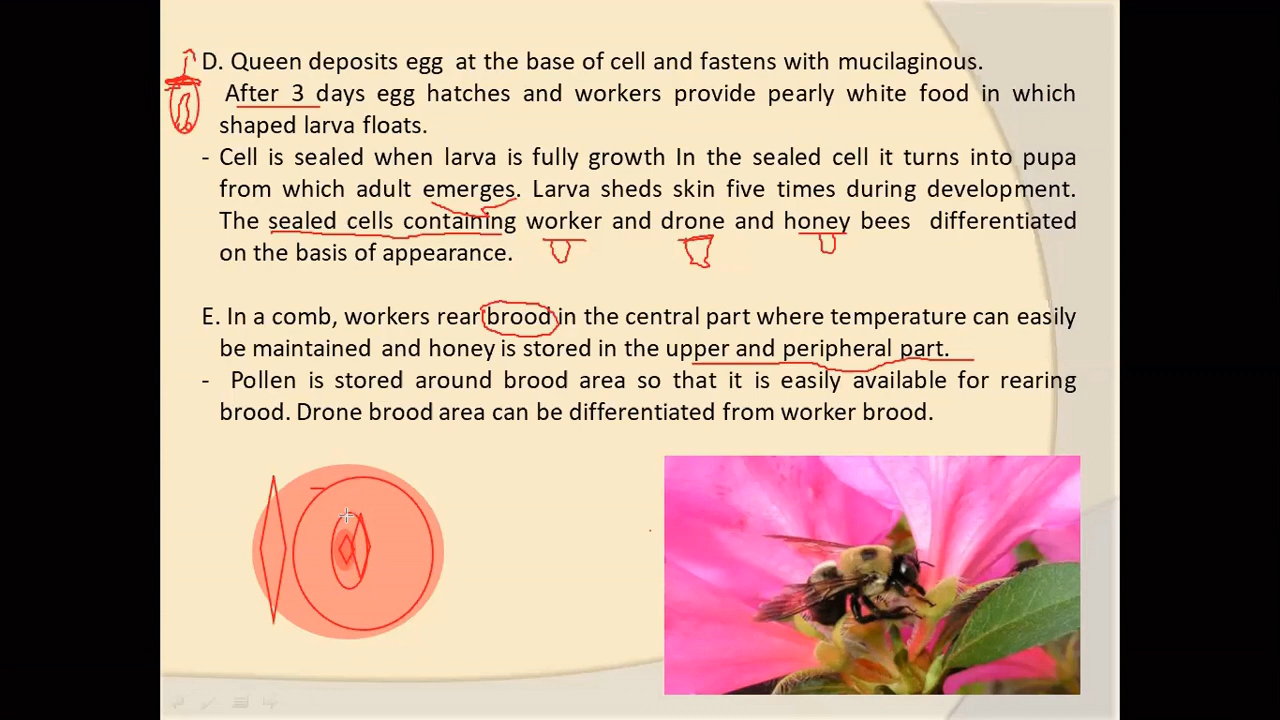 D. Queen deposits egg at the base of cell and fastens with mucilaginous.
After 3 days egg hatches and workers provide pearly white food in which
shaped larva floats.
- Cell is sealed when larva is fully growth In the sealed cell it turns into pupa
from which adult emerges. Larva sheds skin five times during development.
The sealed cells containing worker and drone and honey bees differentiated
on the basis of appearance.
E. In a comb, workers rear brood in the central part where temperature can easily
be maintained and honey is stored in the upper and peripheral part.
- Pollen is stored around brood area so that it is easily available for rearing
brood. Drone brood area can be differentiated from worker brood.